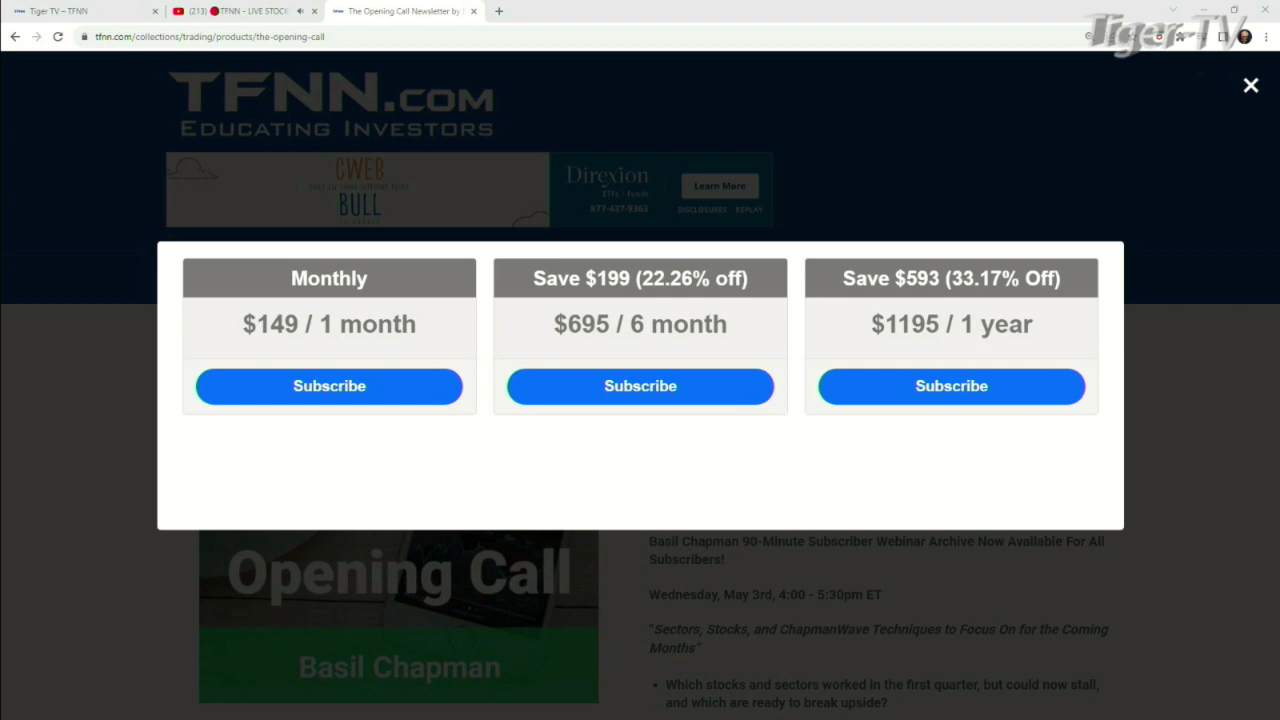 Tiger TV – TFNN
(213) TFNN - LIVE STOCK
The Opening Call Newsletter by
tfnn.com/collections/trading/products/the-opening-call
Tiger-TV
TFNN.COM
EDUCATING INVESTORS
CWEB
BULL
Direxion
ETFs Funds
877-437-9363
Learn More
DISCLOSURES REPLAY
Monthly
$149 / 1 month
Subscribe
Save $199 (22.26% off)
$695 / 6 month
Subscribe
Save $593 (33.17% Off)
$1195 / 1 year
Subscribe
Opening Call
Basil Chapman
Basil Chapman 90-Minute Subscriber Webinar Archive Now Available For All
Subscribers!
Wednesday, May 3rd, 4:00 - 5:30pm ET
"Sectors, Stocks, and ChapmanWave Techniques to Focus On for the Coming
Months"
• Which stocks and sectors worked in the first quarter, but could now stall,
and which are ready to break upside?